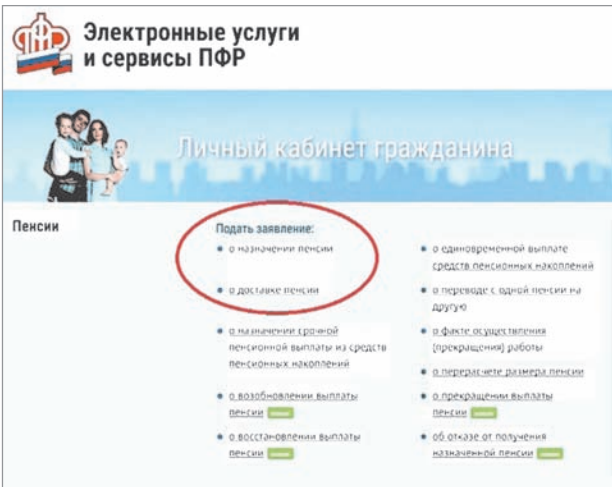 ПФР
Электронные услуги
и сервисы ПФР
Личный кабинет гражданина
Пенсии
Подать заявление:
о назначении пенсии
о доставке пенсии
о назначении срочной
пенсионной выплаты из средств
пенсионных накоплений
о возобновлении выплаты
пенсии
о восстановлении выплаты
пенсии
о единовременной выплате
средств пенсионных накоплений
о переводе с одной пенсии на
другую
о факте осуществления
(прекращения) работы
о перерасчете размера пенсии
о прекращении выплаты
пенсии
об отказе от получения
назначенной пенсии